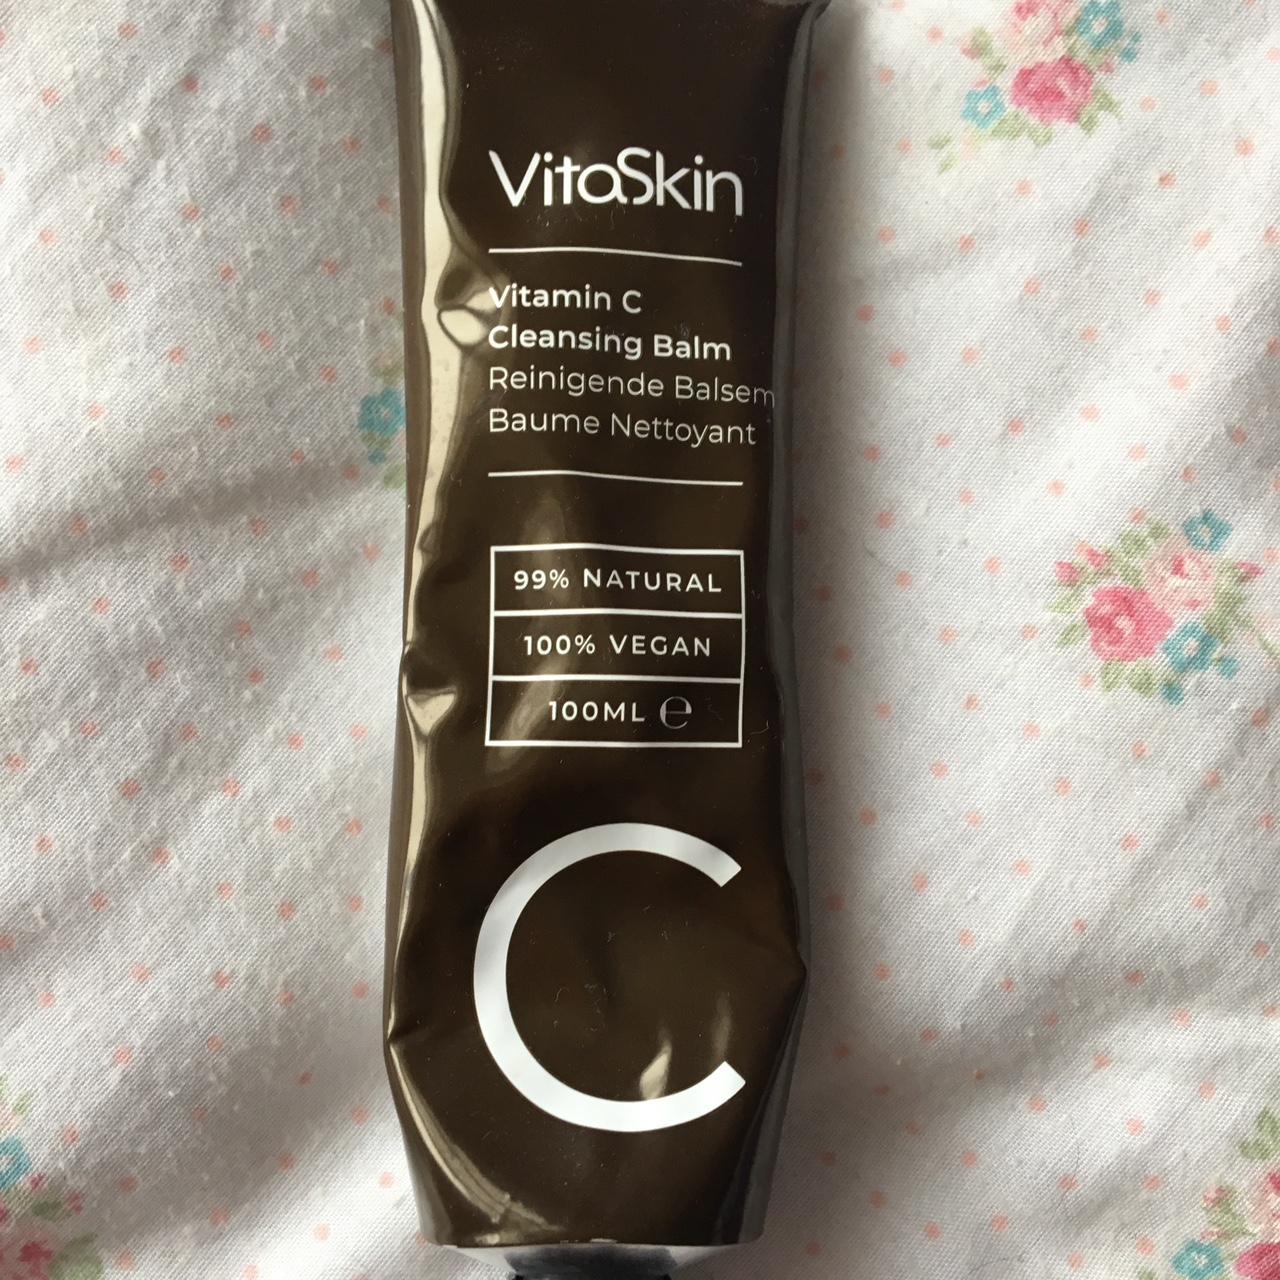 VitaSkin
Vitamin C
Cleansing Balm
Reinigende Balsem
Baume Nettoyant
99% NATURAL
100% VEGAN
100ML ℮
C